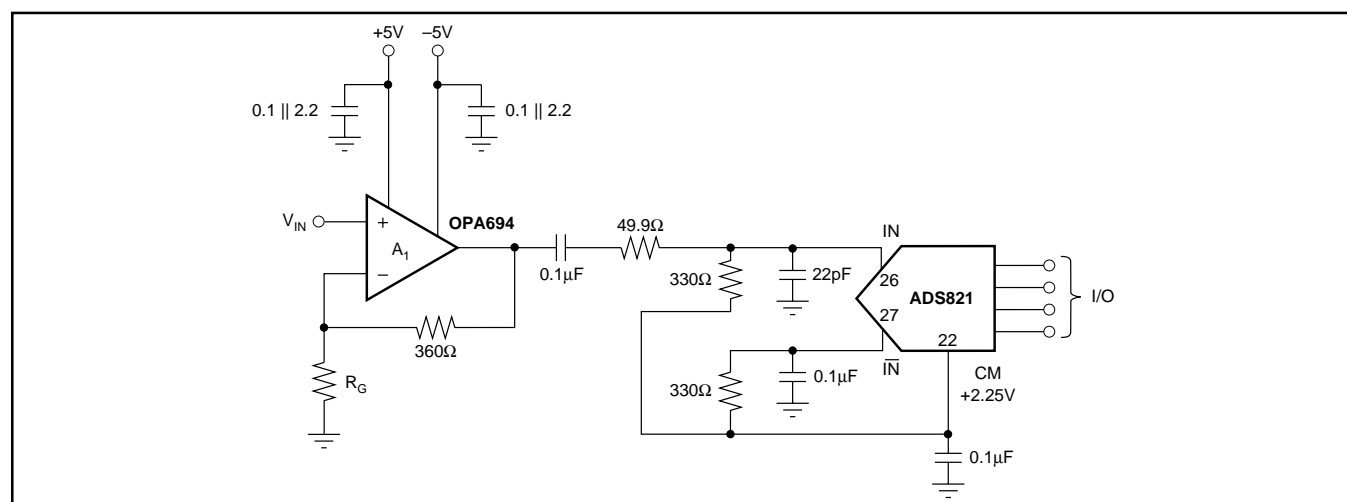 +5V
–5V
0.1 || 2.2
0.1 || 2.2
V_IN
+
A_1
–
OPA694
0.1µF
49.9Ω
360Ω
R_G
330Ω
22pF
IN
26
27
ADS821
22
I/O
I̅N̅
330Ω
0.1µF
CM
+2.25V
0.1µF